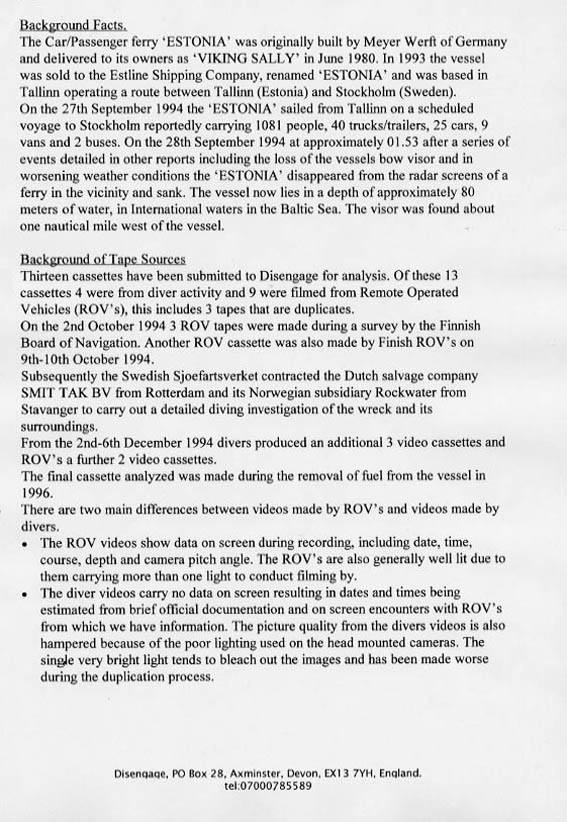 Background Facts.
The Car/Passenger ferry ‘ESTONIA’ was originally built by Meyer Werft of Germany
and delivered to its owners as ‘VIKING SALLY’ in June 1980. In 1993 the vessel
was sold to the Estline Shipping Company, renamed ‘ESTONIA’ and was based in
Tallinn operating a route between Tallinn (Estonia) and Stockholm (Sweden).
On the 27th September 1994 the ‘ESTONIA’ sailed from Tallinn on a scheduled
voyage to Stockholm reportedly carrying 1081 people, 40 trucks/trailers, 25 cars, 9
vans and 2 buses. On the 28th September 1994 at approximately 01.53 after a series of
events detailed in other reports including the loss of the vessels bow visor and in
worsening weather conditions the ‘ESTONIA’ disappeared from the radar screens of a
ferry in the vicinity and sank. The vessel now lies in a depth of approximately 80
meters of water, in International waters in the Baltic Sea. The visor was found about
one nautical mile west of the vessel.
Background of Tape Sources
Thirteen cassettes have been submitted to Disengage for analysis. Of these 13
cassettes 4 were from diver activity and 9 were filmed from Remote Operated
Vehicles (ROV's), this includes 3 tapes that are duplicates.
On the 2nd October 1994 3 ROV tapes were made during a survey by the Finnish
Board of Navigation. Another ROV cassette was also made by Finish ROV's on
9th-10th October 1994.
Subsequently the Swedish Sjoefartsverket contracted the Dutch salvage company
SMIT TAK BV from Rotterdam and its Norwegian subsidiary Rockwater from
Stavanger to carry out a detailed diving investigation of the wreck and its
surroundings.
From the 2nd-6th December 1994 divers produced an additional 3 video cassettes and
ROV's a further 2 video cassettes.
The final cassette analyzed was made during the removal of fuel from the vessel in
1996.
There are two main differences between videos made by ROV's and videos made by
divers.
• The ROV videos show data on screen during recording, including date, time,
course, depth and camera pitch angle. The ROV's are also generally well lit due to
them carrying more than one light to conduct filming by.
• The diver videos carry no data on screen resulting in dates and times being
estimated from brief official documentation and on screen encounters with ROV's
from which we have information. The picture quality from the divers videos is also
hampered because of the poor lighting used on the head mounted cameras. The
single very bright light tends to bleach out the images and has been made worse
during the duplication process.
Disengage, PO Box 28, Axminster, Devon, EX13 7YH, England.
tel:07000785589